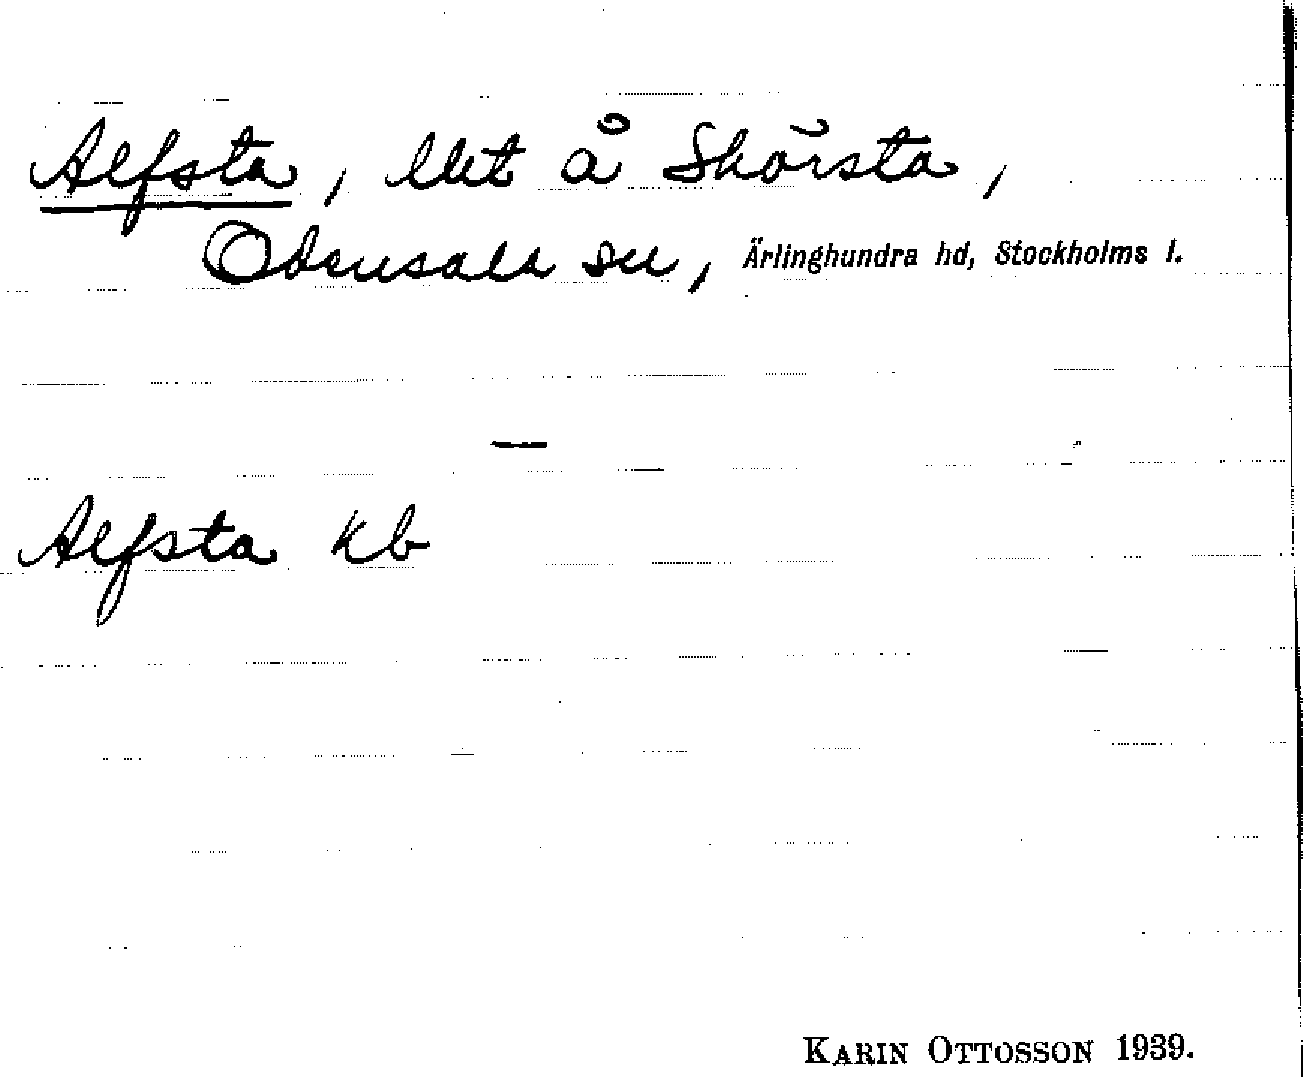 Alfsta, lht å Skörsta,
Odensala sn, Ärlinghundra hd, Stockholms l.
—
Alfsta kb
KARIN OTTOSSON 1939.